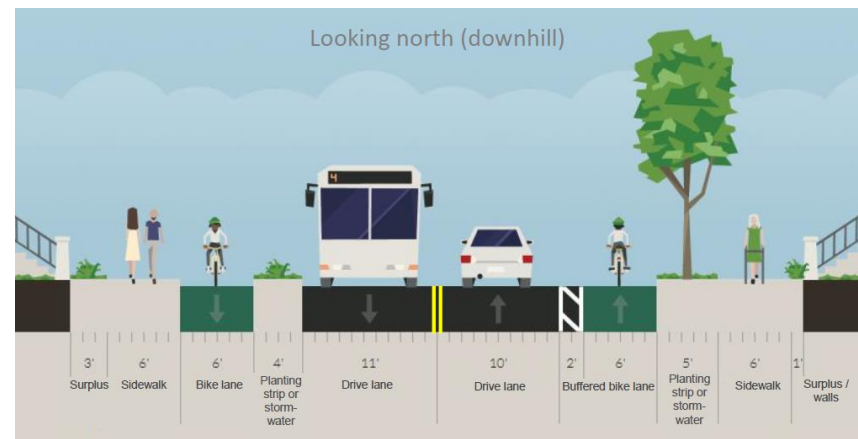 Looking north (downhill)
4
3' 6' 6' 4' 11' 10' 2' 6' 5' 6' 1'
Surplus Sidewalk Bike lane Planting strip or storm-water Drive lane Drive lane Buffered bike lane Planting strip or storm-water Sidewalk Surplus / walls